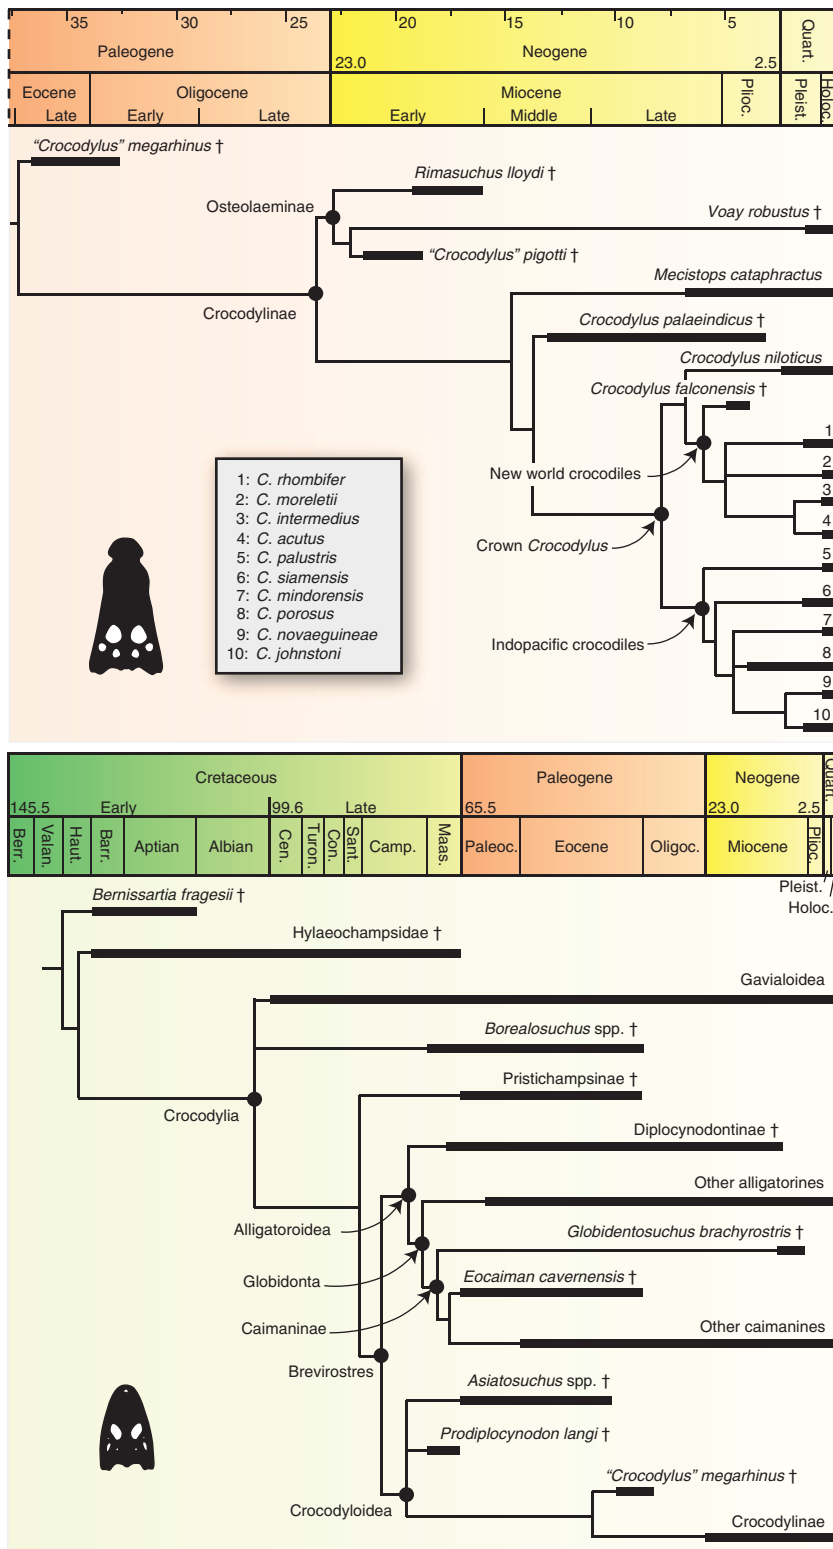 35 30 25 20 15 10 5
Paleogene Neogene Quart.
23.0 2.5
Eocene Oligocene Miocene Plioc. Pleist. Holoc.
Late Early Late Early Middle Late
“Crocodylus” megarhinus †
Rimasuchus lloydi †
Osteolaeminae
Voay robustus †
“Crocodylus” pigotti †
Mecistops cataphractus
Crocodylinae
Crocodylus palaeindicus †
Crocodylus niloticus
Crocodylus falconensis †
1
New world crocodiles
2
3
4
Crown Crocodylus
5
6
7
Indopacific crocodiles
8
9
10
1: C. rhombifer
2: C. moreletii
3: C. intermedius
4: C. acutus
5: C. palustris
6: C. siamensis
7: C. mindorensis
8: C. porosus
9: C. novaeguineae
10: C. johnstoni
Cretaceous Paleogene Neogene Quart.
145.5 Early 99.6 Late 65.5 23.0 2.5
Berr. Valan. Haut. Barr. Aptian Albian Cen. Turon. Con. Sant. Camp. Maas. Paleoc. Eocene Oligoc. Miocene Plioc.
Pleist.
Holoc.
Bernissartia fragesii †
Hylaeochampsidae †
Gavialoidea
Borealosuchus spp. †
Pristichampsinae †
Crocodylia
Diplocynodontinae †
Other alligatorines
Alligatoroidea
Globidentosuchus brachyrostris †
Globidonta
Eocaiman cavernensis †
Caimaninae
Other caimanines
Brevirostres
Asiatosuchus spp. †
Prodiplocynodon langi †
“Crocodylus” megarhinus †
Crocodyloidea
Crocodylinae